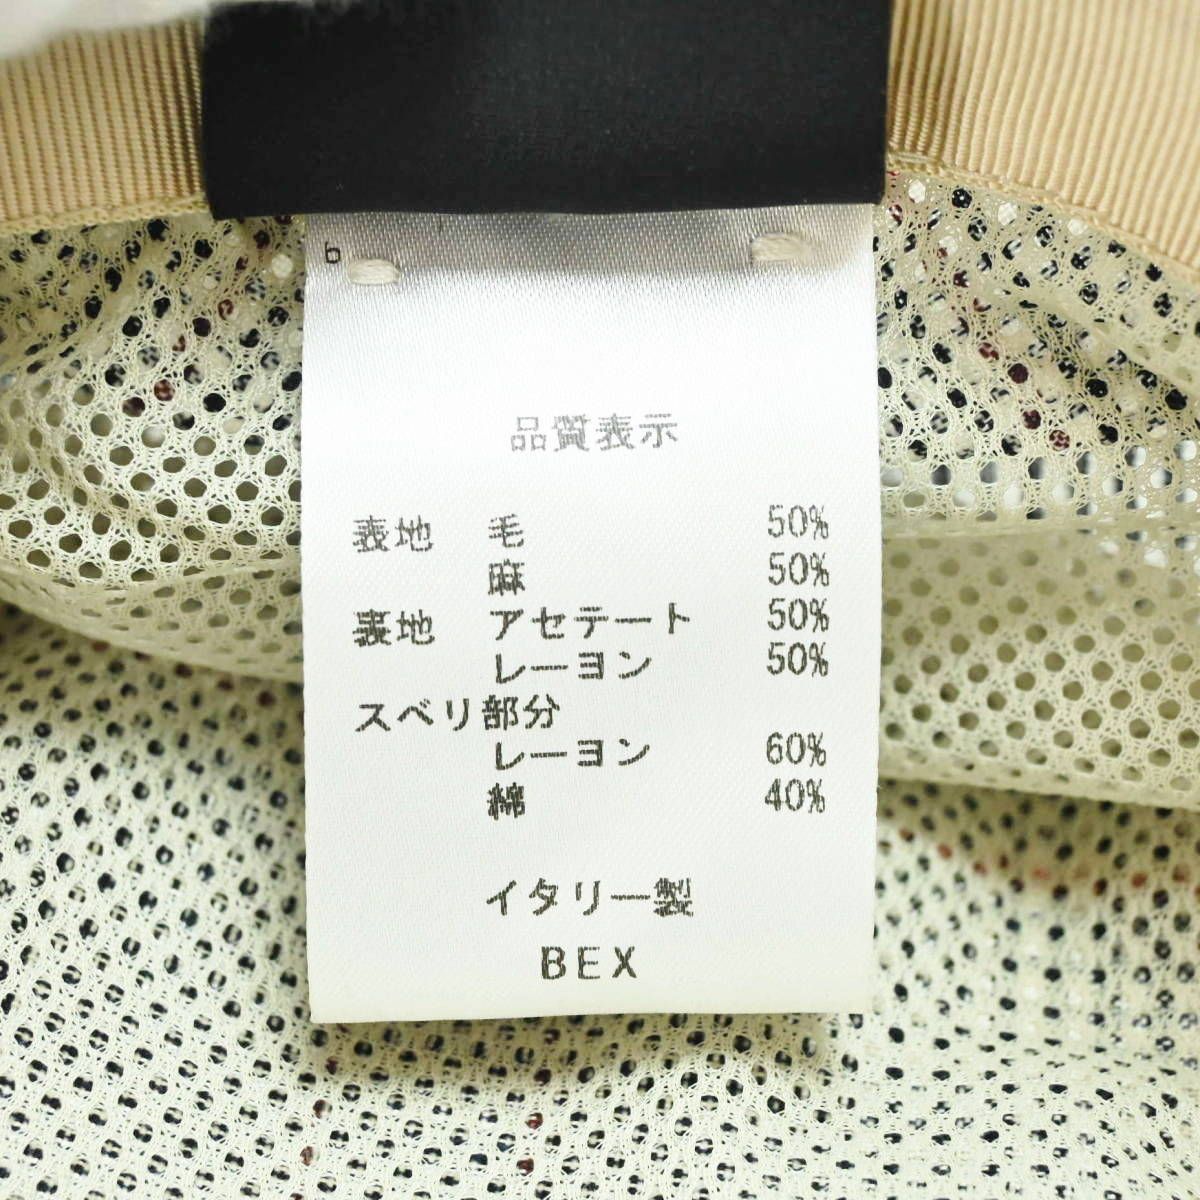 6
品質表示
表地 毛 50%
麻 50%
裏地 アセテート 50%
レーヨン 50%
スベリ部分
レーヨン 60%
綿 40%
イタリー製
BEX